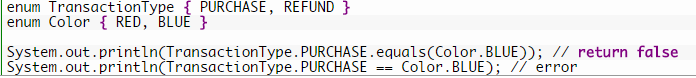 enum TransactionType { PURCHASE, REFUND }
enum Color { RED, BLUE }
System.out.println(TransactionType.PURCHASE.equals(Color.BLUE)); // return false
System.out.println(TransactionType.PURCHASE == Color.BLUE); // error